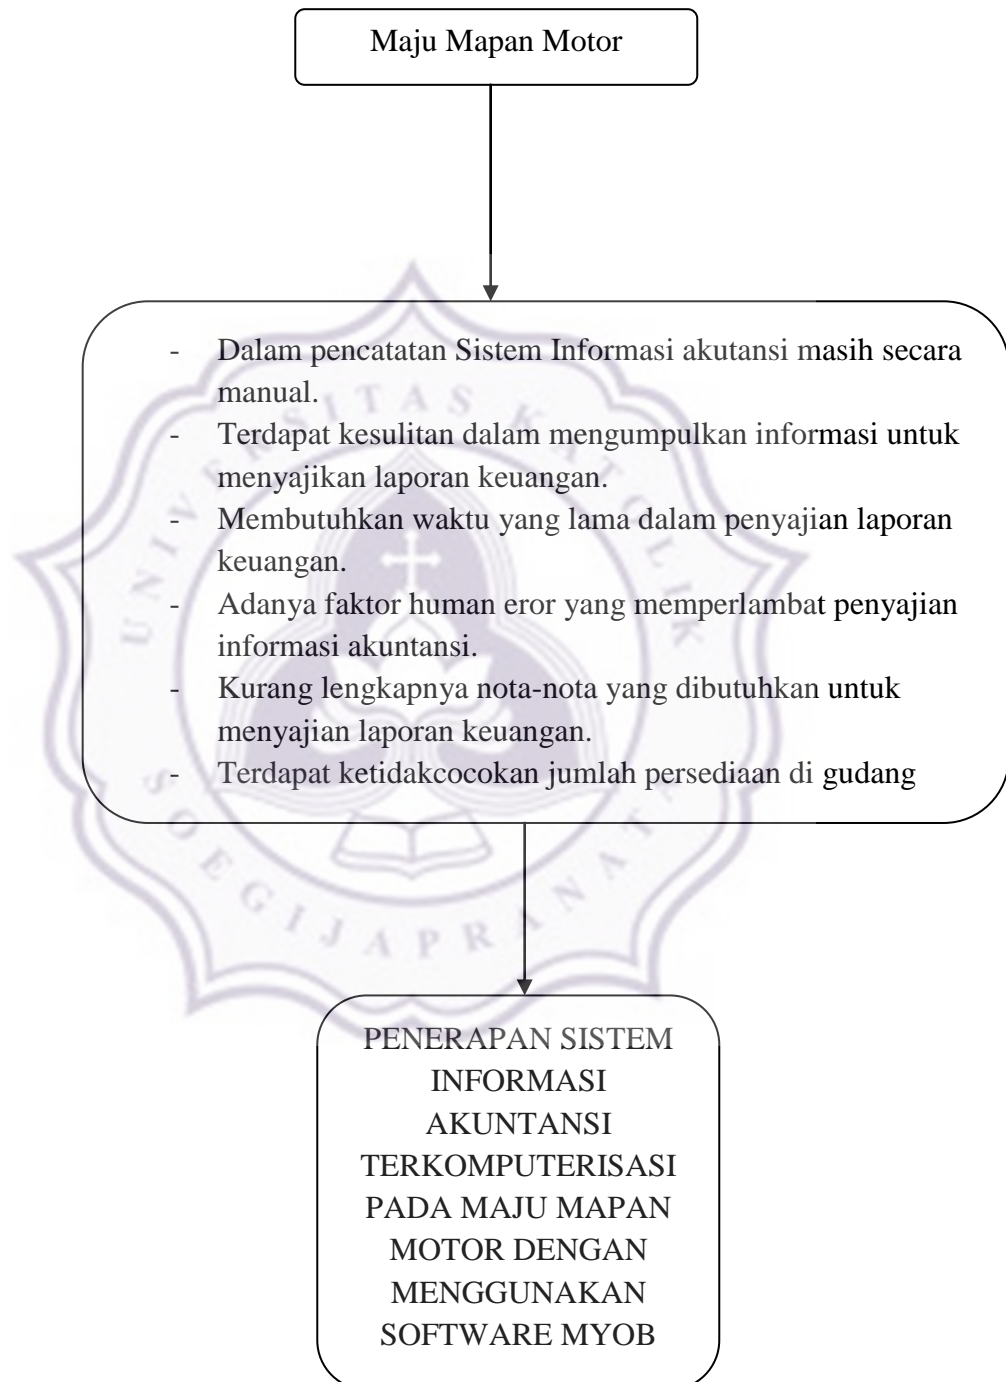 Maju Mapan Motor
- Dalam pencatatan Sistem Informasi akutansi masih secara
manual.
- Terdapat kesulitan dalam mengumpulkan informasi untuk
menyajikan laporan keuangan.
- Membutuhkan waktu yang lama dalam penyajian laporan
keuangan.
- Adanya faktor human eror yang memperlambat penyajian
informasi akuntansi.
- Kurang lengkapnya nota-nota yang dibutuhkan untuk
menyajian laporan keuangan.
- Terdapat ketidakcocokan jumlah persediaan di gudang
UNIVERSITAS KATOLIK
SOEGIJAPRANATA
PENERAPAN SISTEM
INFORMASI
AKUNTANSI
TERKOMPUTERISASI
PADA MAJU MAPAN
MOTOR DENGAN
MENGGUNAKAN
SOFTWARE MYOB